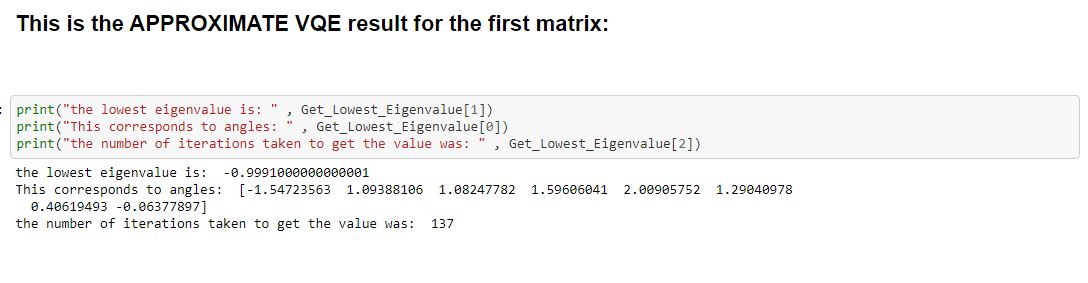 This is the APPROXIMATE VQE result for the first matrix:
: print("the lowest eigenvalue is: " , Get_Lowest_Eigenvalue[1])
print("This corresponds to angles: " , Get_Lowest_Eigenvalue[0])
print("the number of iterations taken to get the value was: " , Get_Lowest_Eigenvalue[2])
the lowest eigenvalue is:  -0.9991000000000001
This corresponds to angles:  [-1.54723563  1.09388106  1.08247782  1.59606041  2.00905752  1.29040978
  0.40619493 -0.06377897]
the number of iterations taken to get the value was:  137